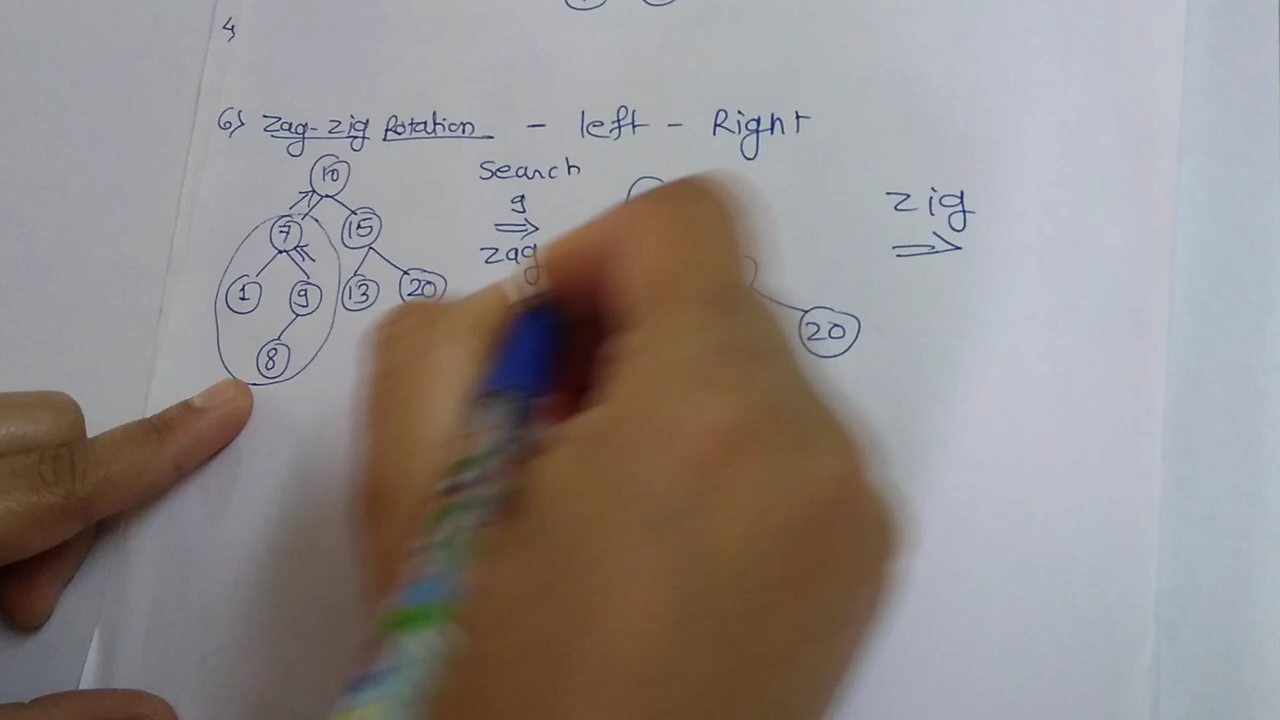 4
6) Zag-Zig Rotation - left - Right
10
Search
9
zag
zig
7 15
1 9 13 20
8
20